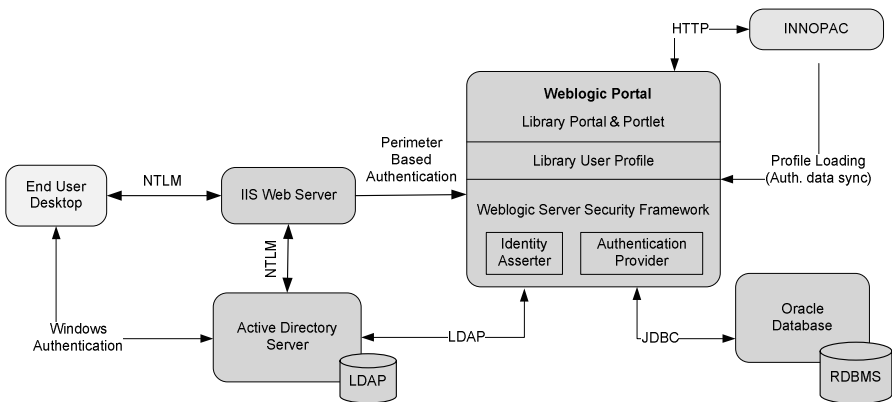 HTTP
INNOPAC
Weblogic Portal
Library Portal & Portlet
Perimeter
Based
Authentication
Library User Profile
Profile Loading
(Auth. data sync)
End User
Desktop
NTLM
IIS Web Server
Weblogic Server Security Framework
Identity
Asserter
Authentication
Provider
NTLM
Windows
Authentication
Active Directory
Server
LDAP
LDAP
JDBC
Oracle
Database
RDBMS